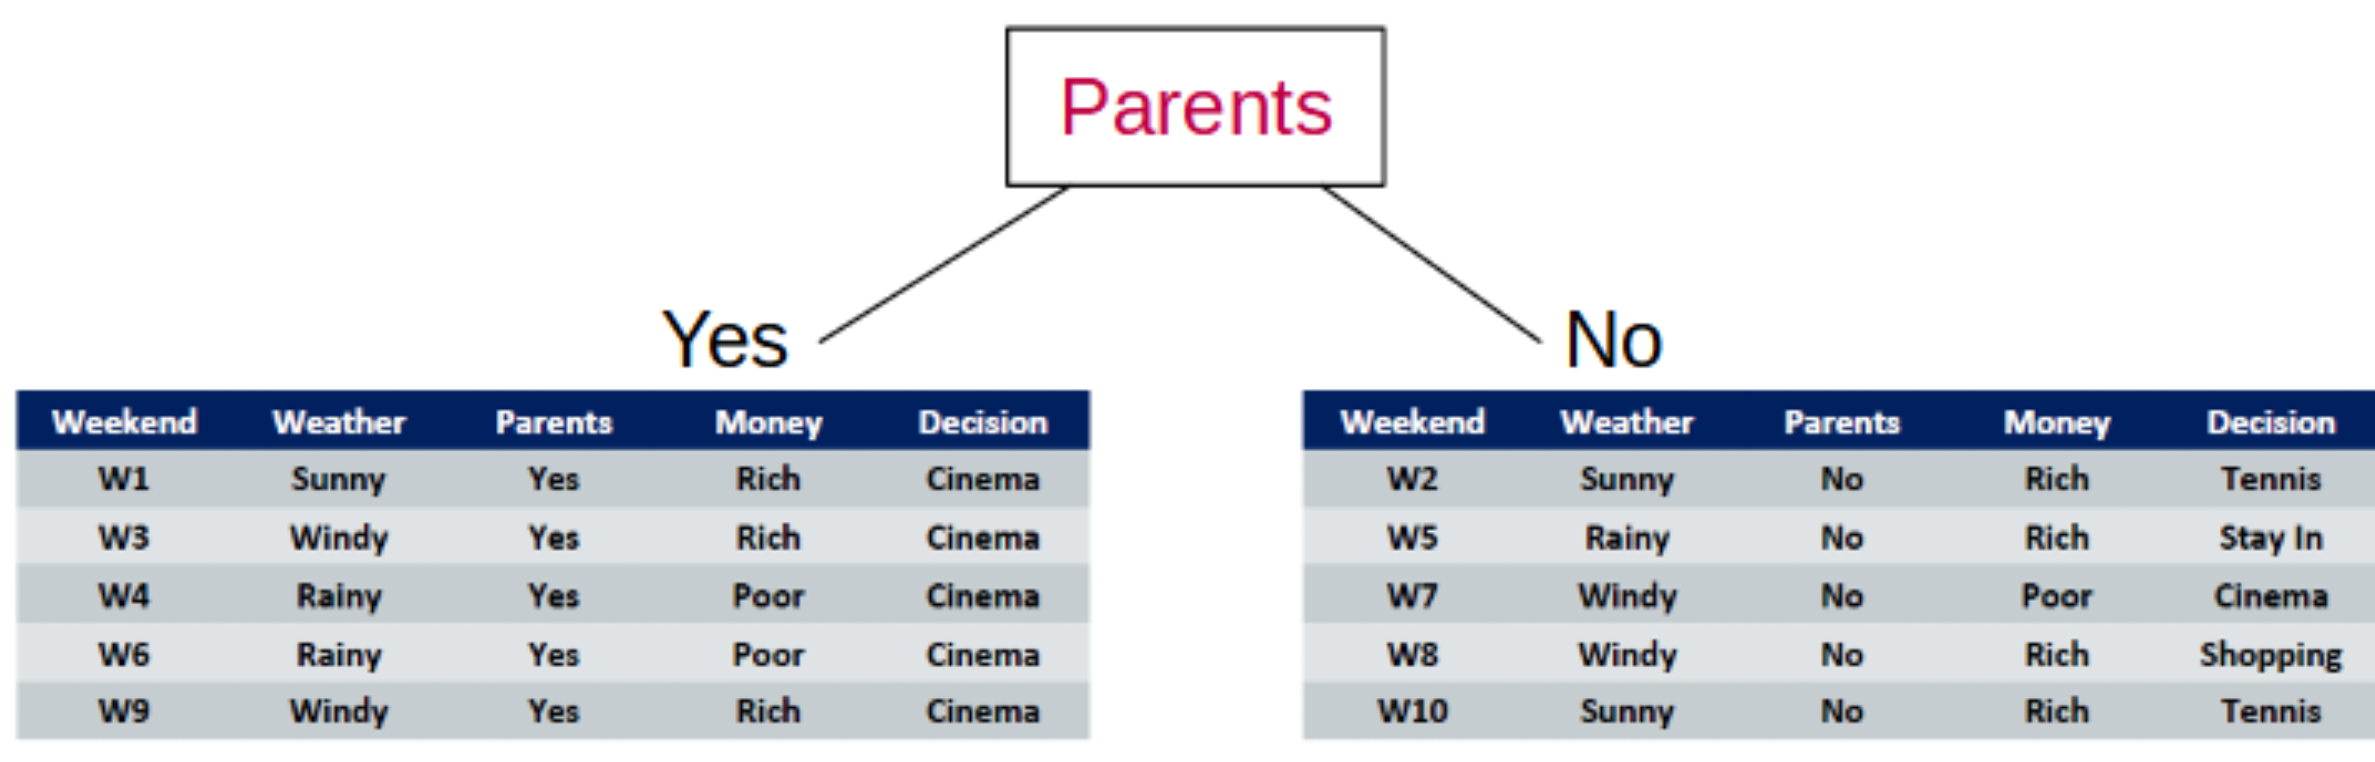 Parents
Yes
No
Weekend Weather Parents Money Decision
W1 Sunny Yes Rich Cinema
W3 Windy Yes Rich Cinema
W4 Rainy Yes Poor Cinema
W6 Rainy Yes Poor Cinema
W9 Windy Yes Rich Cinema
Weekend Weather Parents Money Decision
W2 Sunny No Rich Tennis
W5 Rainy No Rich Stay In
W7 Windy No Poor Cinema
W8 Windy No Rich Shopping
W10 Sunny No Rich Tennis